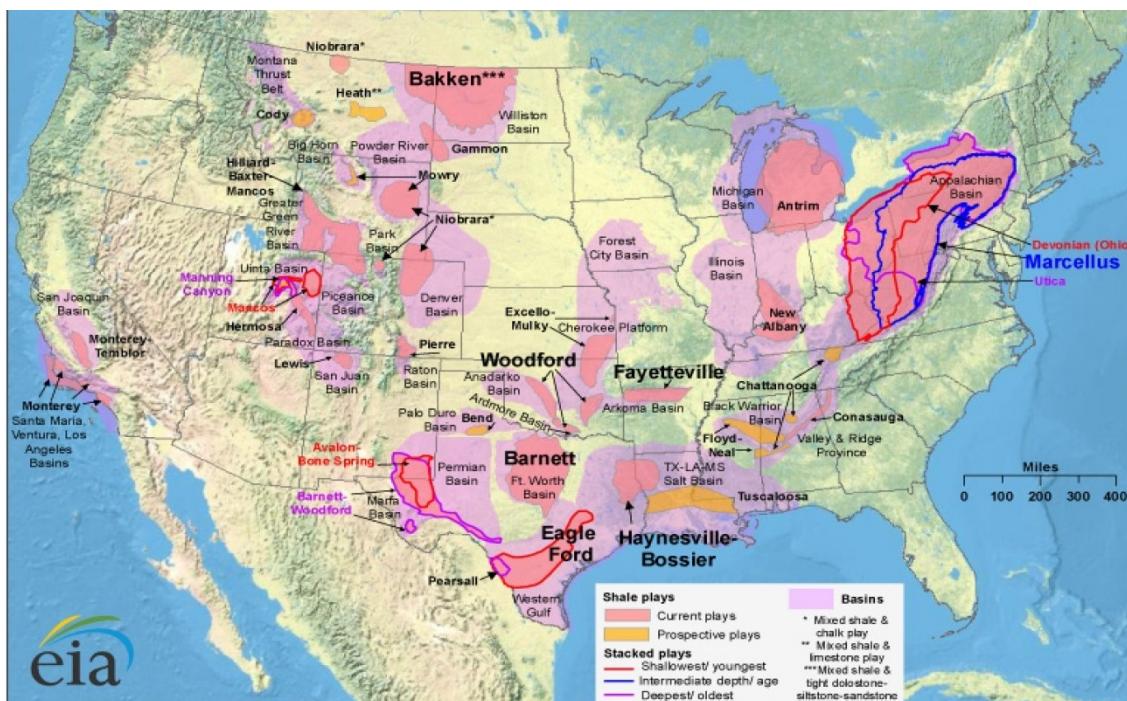 Niobrara*
Montana
Thrust
Belt
Bakken***
Heath**
Cody
Williston
Basin
Big Horn
Basin
Powder River
Basin
Gammon
Hilliard-
Baxter-
Mancos
Mowry
Greater
Green
River
Basin
Park
Basin
Niobrara*
Uinta Basin
Manning
Canyon
Mancos
Piceance
Basin
Denver
Basin
Hermosa
Paradox Basin
San Joaquin
Basin
Monterey-
Temblor
Monterey
Santa Maria,
Ventura, Los
Angeles
Basins
Lewis
San Juan
Basin
Pierre
Raton
Basin
Forest
City Basin
Excello-
Mulky
Cherokee Platform
Woodford
Anadarko
Basin
Ardmore Basin
Palo Duro
Basin
Bend
Fayetteville
Arkoma Basin
Michigan
Basin
Antrim
Illinois
Basin
New
Albany
Appalachian
Basin
Devonian (Ohio
Marcellus
Utica
Chattanooga
Black Warrior
Basin
Conasauga
Floyd-
Neal
Valley & Ridge
Province
Avalon-
Bone Spring
Permian
Basin
Barnett-
Woodford
Marfa
Basin
Barnett
Ft. Worth
Basin
TX-LA-MS
Salt Basin
Tuscaloosa
Eagle
Ford
Haynesville-
Bossier
Pearsall
Western
Gulf
Miles
0 100 200 300 400
eia
Shale plays
Current plays
Prospective plays
Stacked plays
Shallowest/ youngest
Intermediate depth/ age
Deepest/ oldest
Basins
* Mixed shale &
chalk play
** Mixed shale &
limestone play
***Mixed shale &
tight dolostone-
siltstone-sandstone